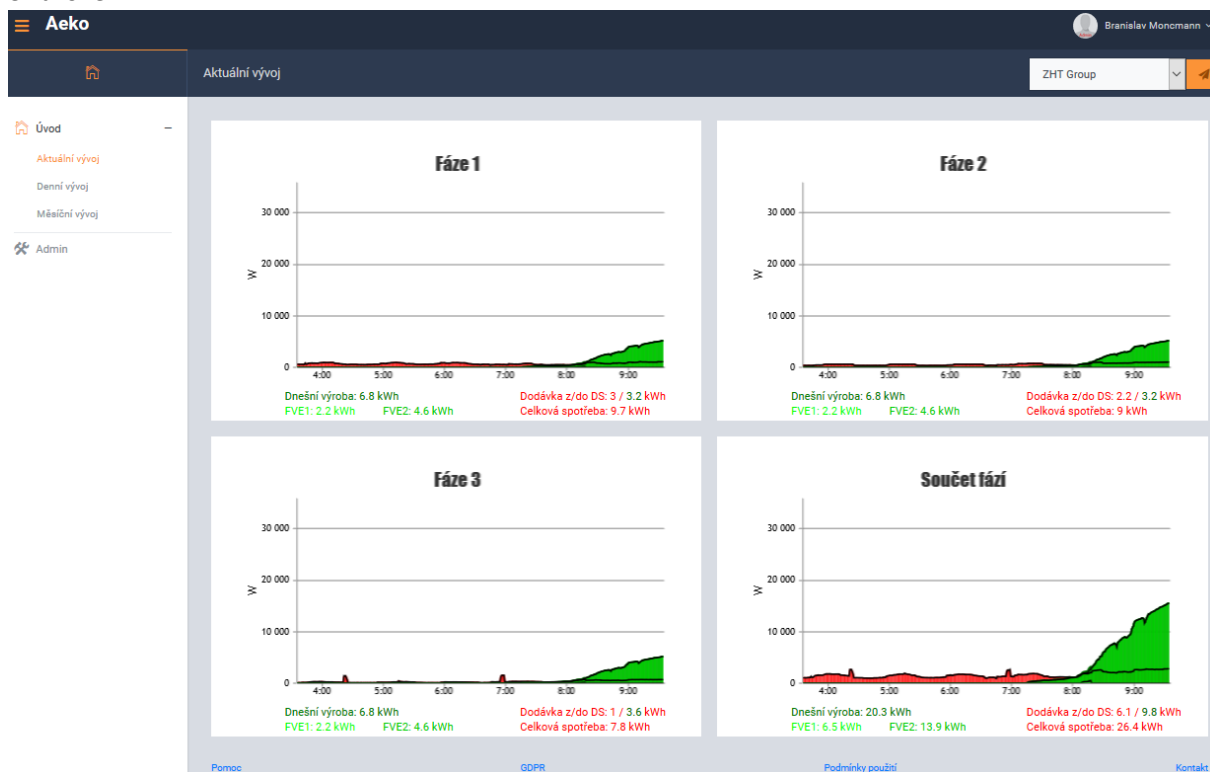 Aeko
Branislav Moncmann
Aktuální vývoj
ZHT Group
Úvod
Aktuální vývoj
Denní vývoj
Měsíční vývoj
Admin
Fáze 1
30 000
20 000
W
10 000
0
4:00 5:00 6:00 7:00 8:00 9:00
Dnešní výroba: 6.8 kWh Dodávka z/do DS: 3 / 3.2 kWh
FVE1: 2.2 kWh FVE2: 4.6 kWh Celková spotřeba: 9.7 kWh
Fáze 2
30 000
20 000
W
10 000
0
4:00 5:00 6:00 7:00 8:00 9:00
Dnešní výroba: 6.8 kWh Dodávka z/do DS: 2.2 / 3.2 kWh
FVE1: 2.2 kWh FVE2: 4.6 kWh Celková spotřeba: 9 kWh
Fáze 3
30 000
20 000
W
10 000
0
4:00 5:00 6:00 7:00 8:00 9:00
Dnešní výroba: 6.8 kWh Dodávka z/do DS: 1 / 3.6 kWh
FVE1: 2.2 kWh FVE2: 4.6 kWh Celková spotřeba: 7.8 kWh
Součet fází
30 000
20 000
W
10 000
0
4:00 5:00 6:00 7:00 8:00 9:00
Dnešní výroba: 20.3 kWh Dodávka z/do DS: 6.1 / 9.8 kWh
FVE1: 6.5 kWh FVE2: 13.9 kWh Celková spotřeba: 26.4 kWh
Pomoc GDPR Podmínky použití Kontakt